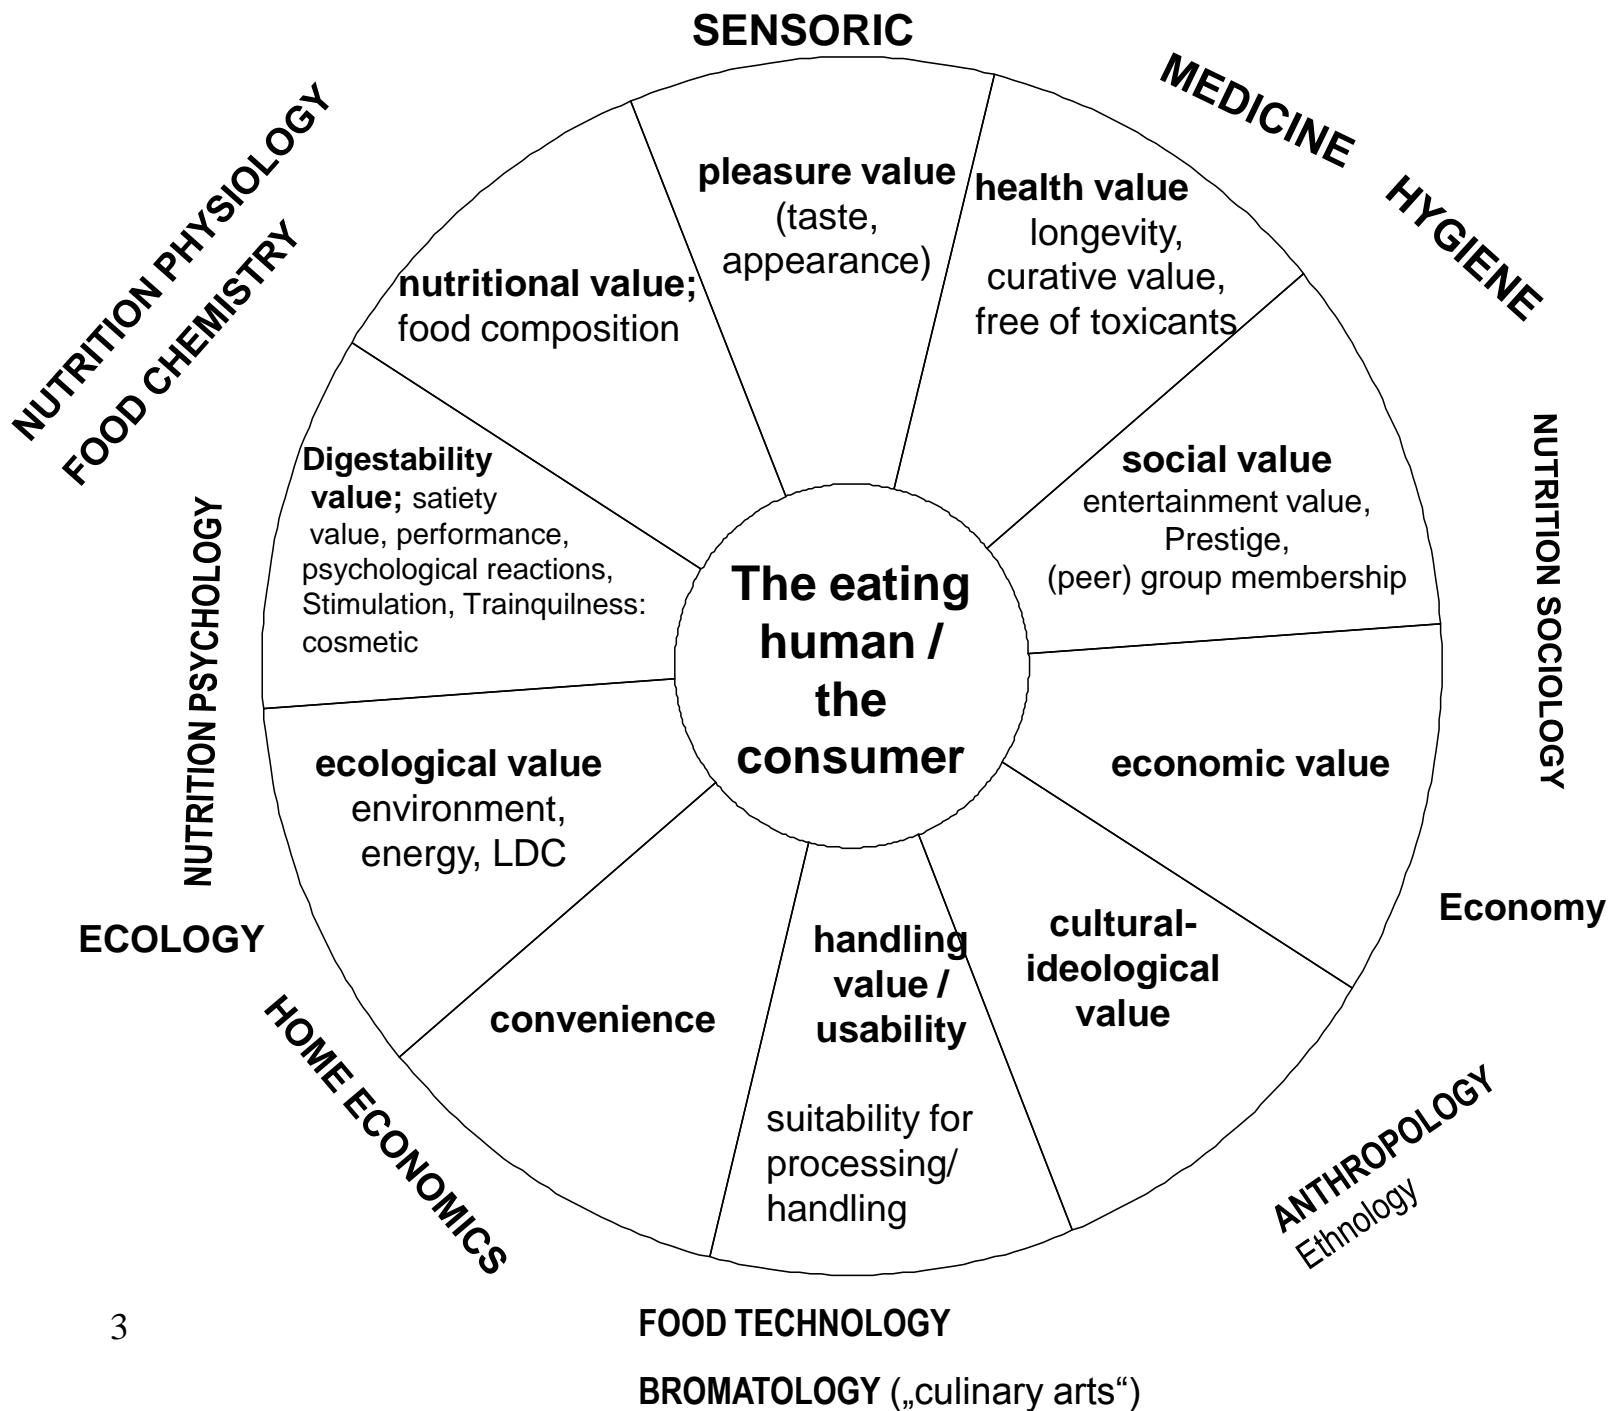 SENSORIC
MEDICINE
HYGIENE
NUTRITION PHYSIOLOGY
FOOD CHEMISTRY
pleasure value
(taste,
appearance)
health value
longevity,
curative value,
free of toxicants
nutritional value;
food composition
Digestability
value; satiety
value, performance,
psychological reactions,
Stimulation, Trainquilness:
cosmetic
social value
entertainment value,
Prestige,
(peer) group membership
NUTRITION SOCIOLOGY
NUTRITION PSYCHOLOGY
The eating
human /
the
consumer
ecological value
environment,
energy, LDC
economic value
ECOLOGY
Economy
convenience
handling
value /
usability
suitability for
processing/
handling
cultural-
ideological
value
HOME ECONOMICS
ANTHROPOLOGY
Ethnology
3
FOOD TECHNOLOGY
BROMATOLOGY („culinary arts“)